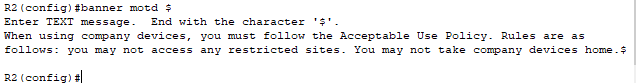 R2(config)#banner motd $
Enter TEXT message.  End with the character '$'.
When using company devices, you must follow the Acceptable Use Policy. Rules are as
follows: you may not access any restricted sites. You may not take company devices home.$
R2(config)#